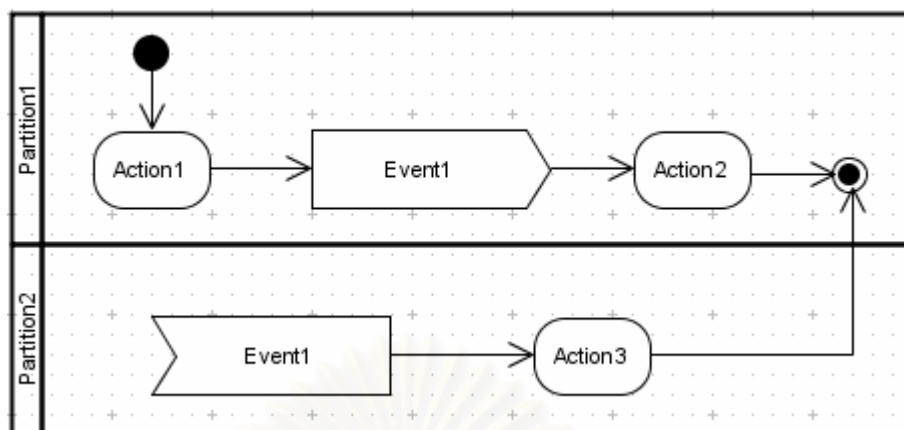 Partition1
Action1
Event1
Action2
Partition2
Event1
Action3